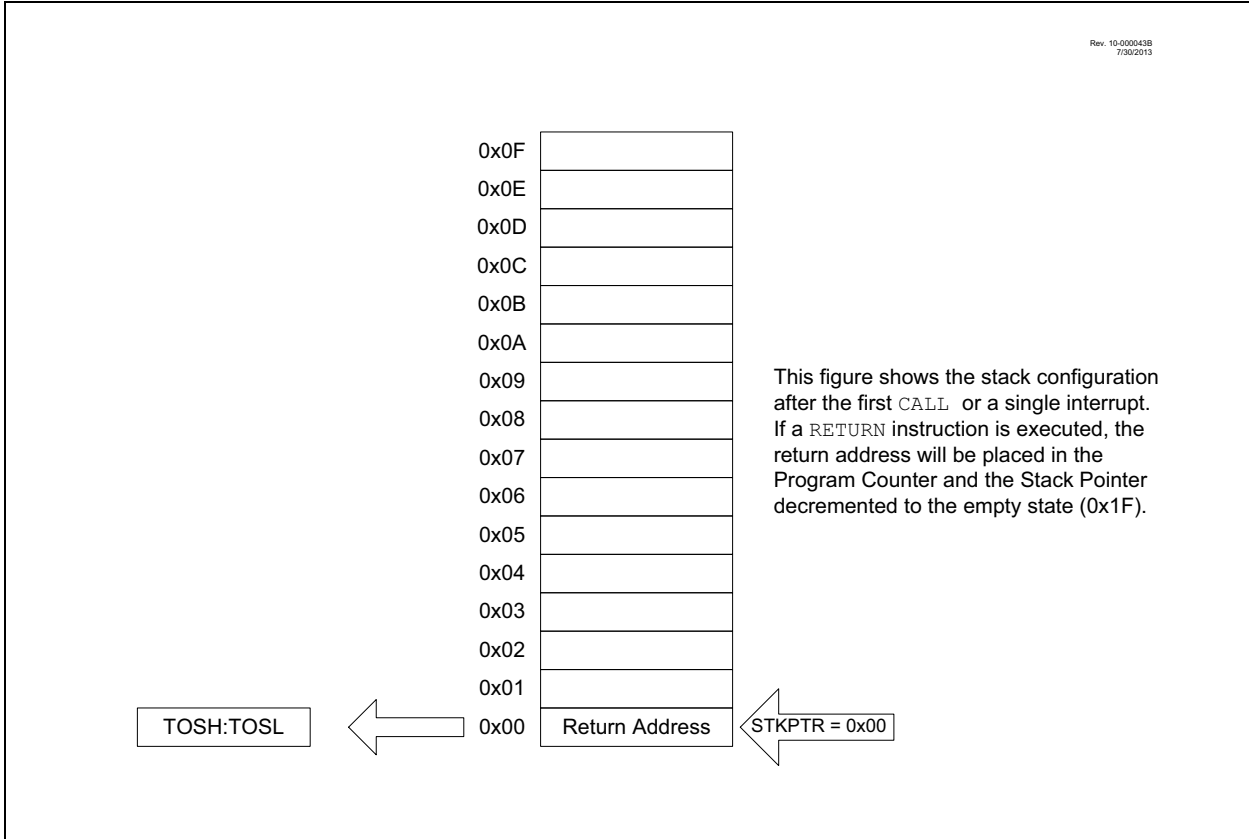 Rev. 10-000043B
7/30/2013
0x0F
0x0E
0x0D
0x0C
0x0B
0x0A
0x09
0x08
0x07
0x06
0x05
0x04
0x03
0x02
0x01
This figure shows the stack configuration
after the first CALL or a single interrupt.
If a RETURN instruction is executed, the
return address will be placed in the
Program Counter and the Stack Pointer
decremented to the empty state (0x1F).
TOSH:TOSL 0x00 Return Address STKPTR = 0x00